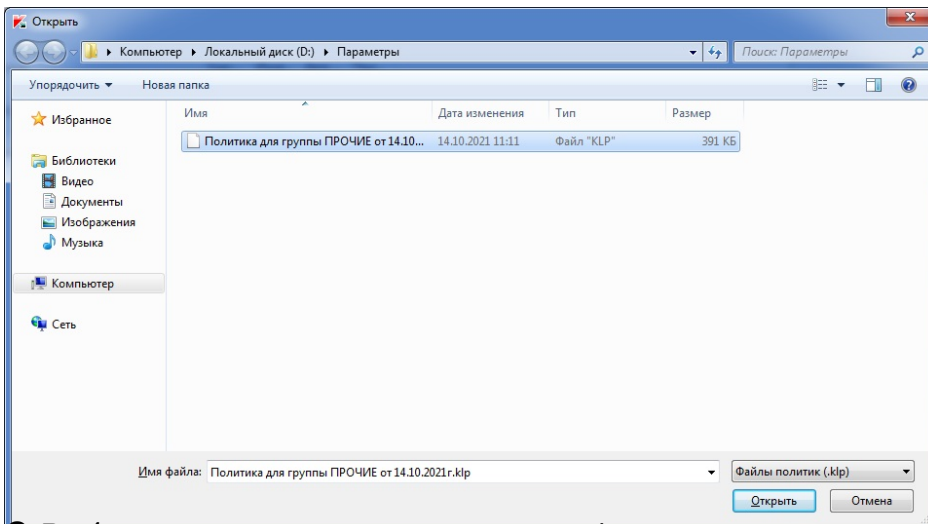 Открыть
Компьютер ▸ Локальный диск (D:) ▸ Параметры
Поиск: Параметры
Упорядочить
Новая папка
Имя
Дата изменения
Тип
Размер
Политика для группы ПРОЧИЕ от 14.10...
14.10.2021 11:11
Файл "KLP"
391 КБ
Избранное
Библиотеки
Видео
Документы
Изображения
Музыка
Компьютер
Сеть
Имя файла: Политика для группы ПРОЧИЕ от 14.10.2021г.klp
Файлы политик (.klp)
Открыть
Отмена